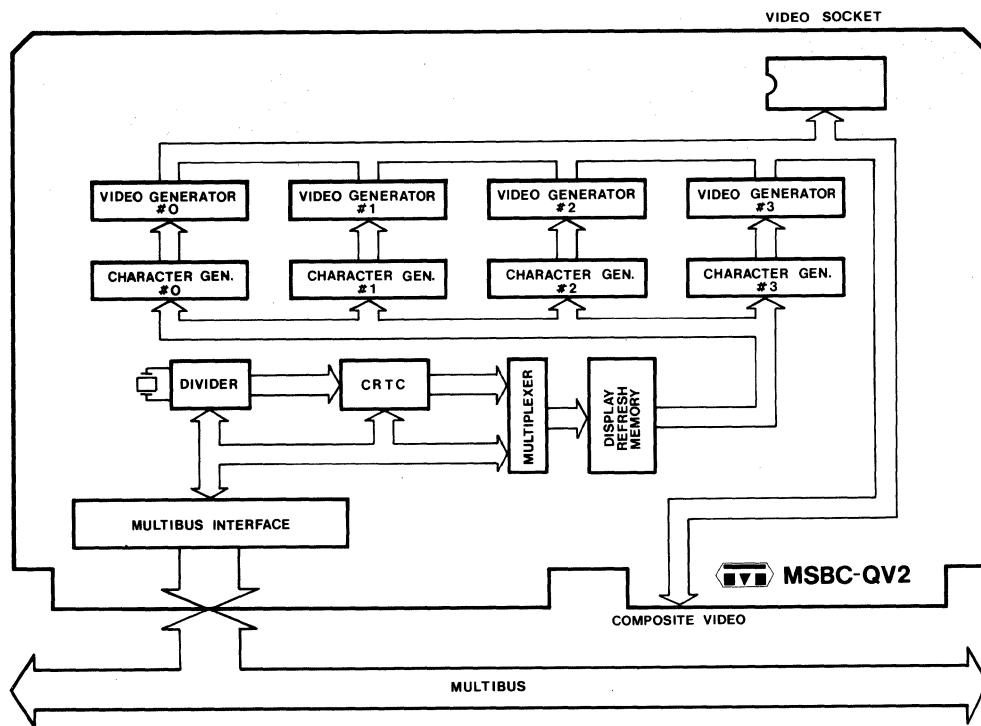 VIDEO SOCKET
VIDEO GENERATOR
#0
VIDEO GENERATOR
#1
VIDEO GENERATOR
#2
VIDEO GENERATOR
#3
CHARACTER GEN.
#0
CHARACTER GEN.
#1
CHARACTER GEN.
#2
CHARACTER GEN.
#3
DIVIDER
CRTC
MULTIPLEXER
DISPLAY
REFRESH
MEMORY
MULTIBUS INTERFACE
MSBC-QV2
COMPOSITE VIDEO
MULTIBUS